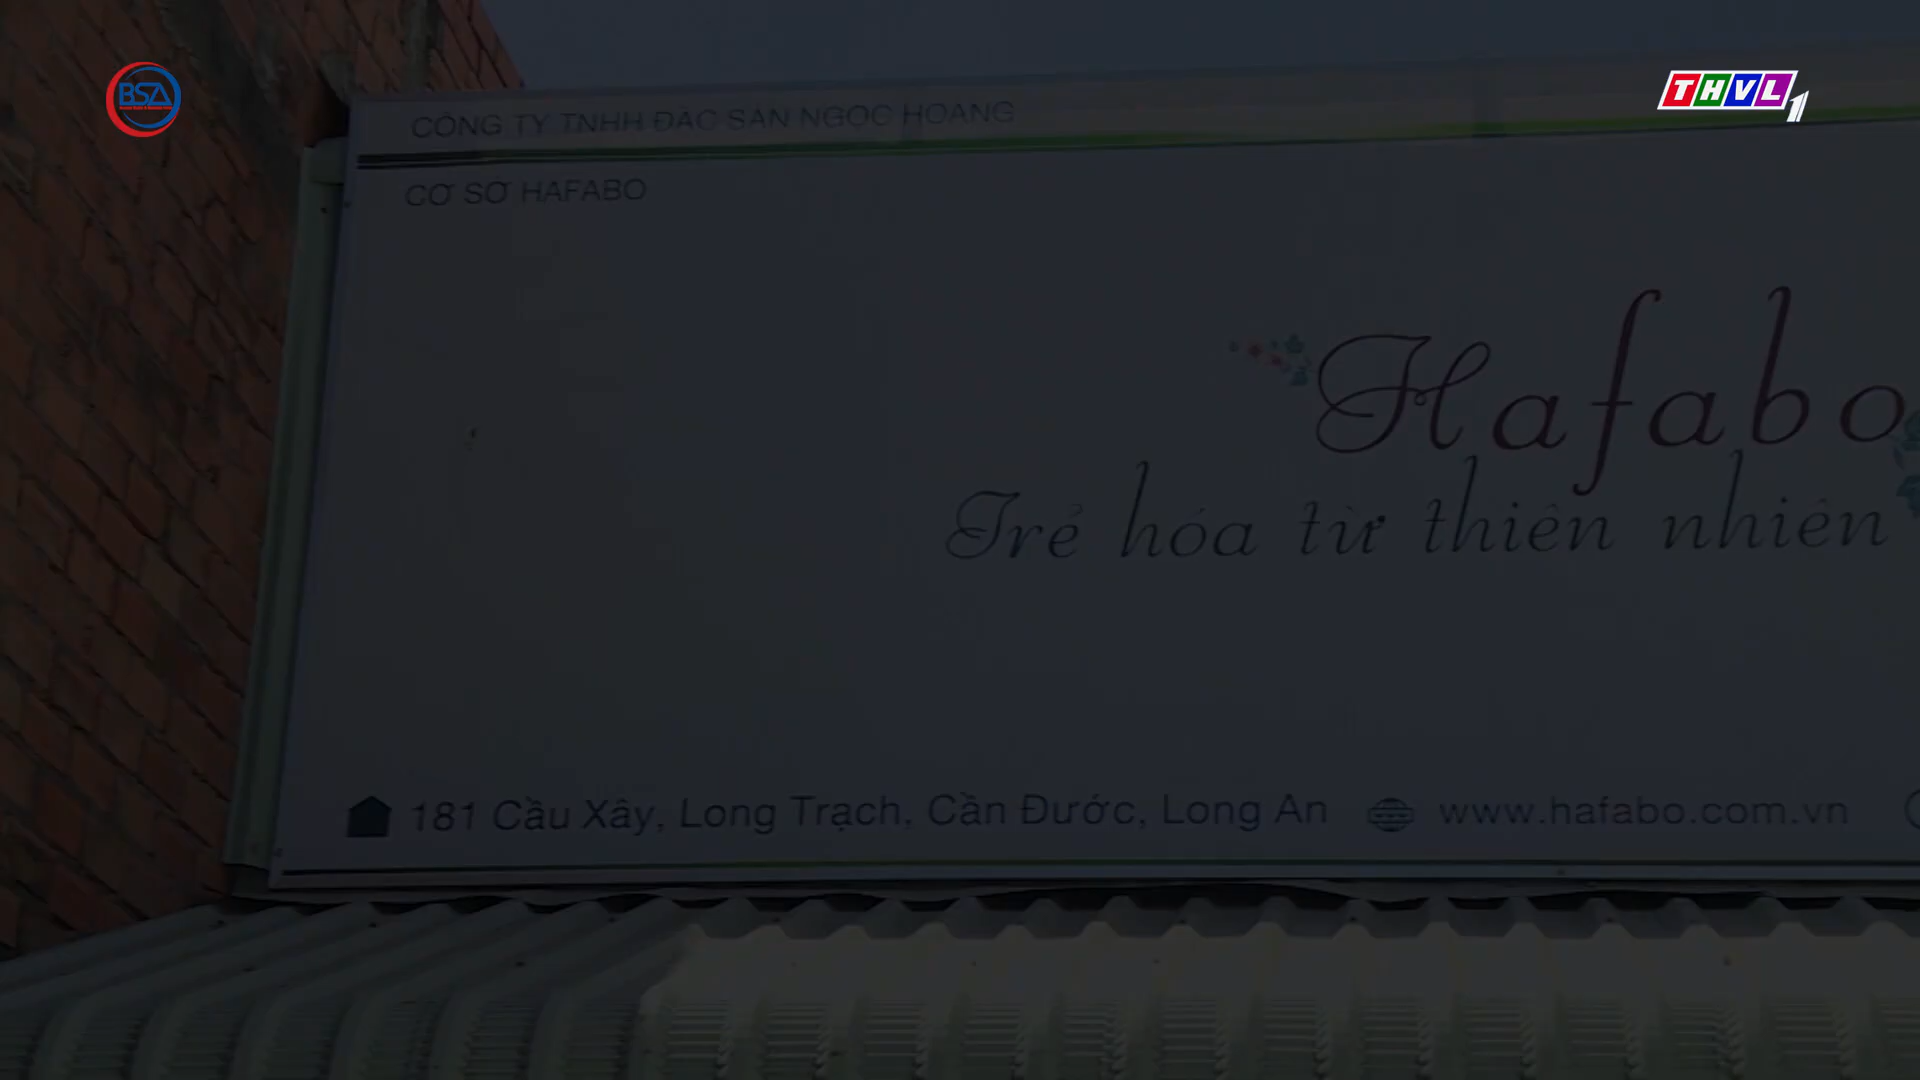 BSA
THVL1
CÔNG TY TNHH ĐẶC SẢN NGỌC HOANG
CƠ SỞ HAFABO
Hafabo
Trẻ hóa từ thiên nhiên
181 Cầu Xây, Long Trạch, Cần Đước, Long An www.hafabo.com.vn